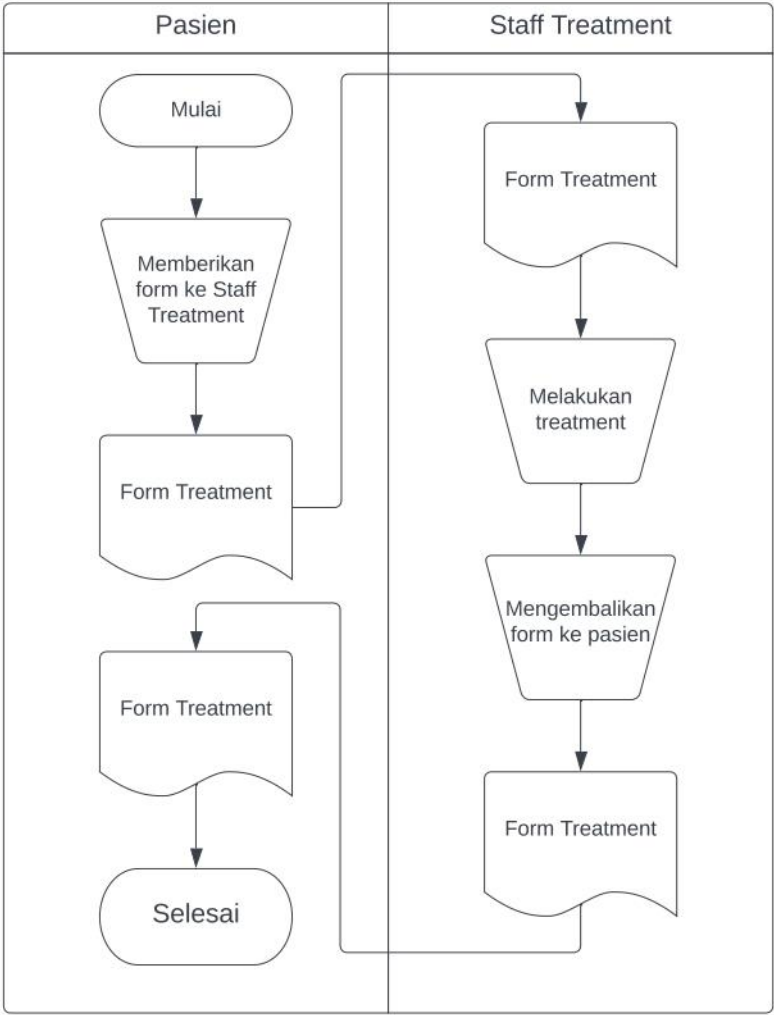 Pasien
Staff Treatment
Mulai
Memberikan
form ke Staff
Treatment
Form Treatment
Form Treatment
Melakukan
treatment
Mengembalikan
form ke pasien
Form Treatment
Form Treatment
Selesai